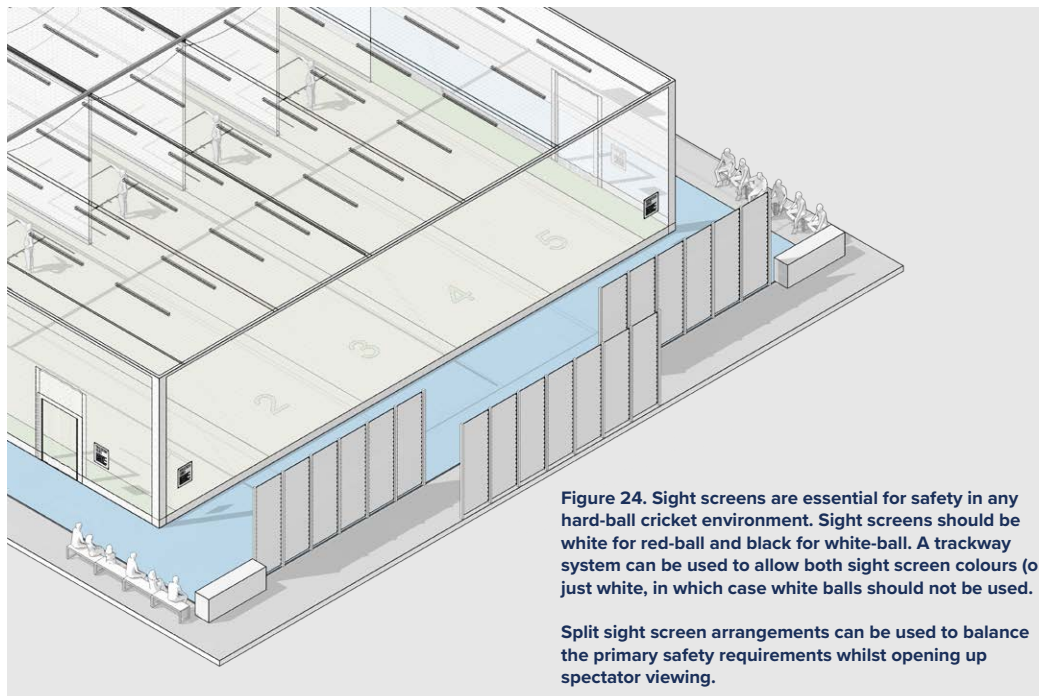 5
4
3
2
Figure 24. Sight screens are essential for safety in any
hard-ball cricket environment. Sight screens should be
white for red-ball and black for white-ball. A trackway
system can be used to allow both sight screen colours (o
just white, in which case white balls should not be used.
Split sight screen arrangements can be used to balance
the primary safety requirements whilst opening up
spectator viewing.